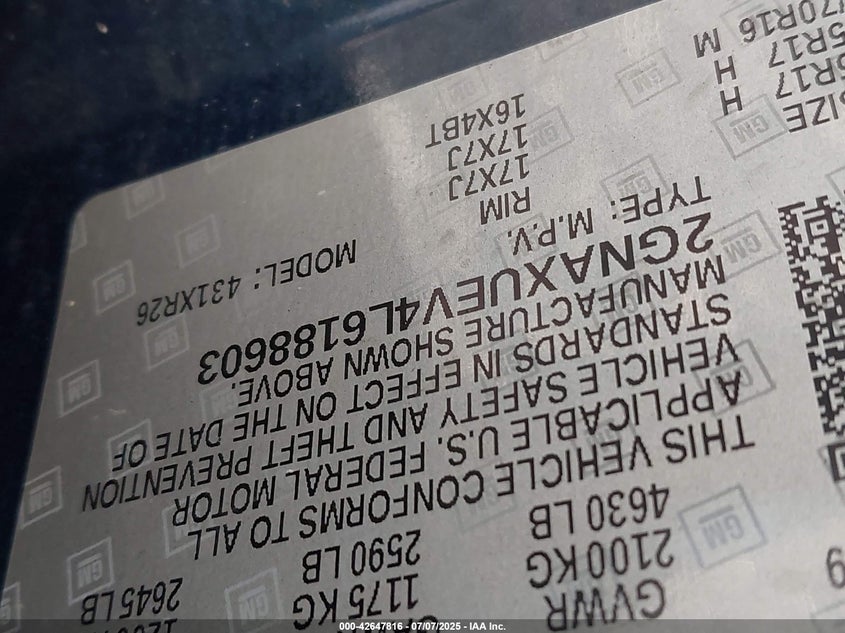 GVWR
2100 KG
4630 LB
1175 KG
2590 LB
2645 LB
THIS VEHICLE CONFORMS TO ALL
APPLICABLE U.S. FEDERAL MOTOR
VEHICLE SAFETY AND THEFT PREVENTION
STANDARDS IN EFFECT ON THE DATE OF
MANUFACTURE SHOWN ABOVE.
2GNAXUEV4L6188603
TYPE: M.P.V.
MODEL: 431XR26
SIZE RIM
5R17 H 17X7J
5R17 H 17X7J
70R16 M 16X4BT
GM
000-42647816 - 07/07/2025 - IAA Inc.